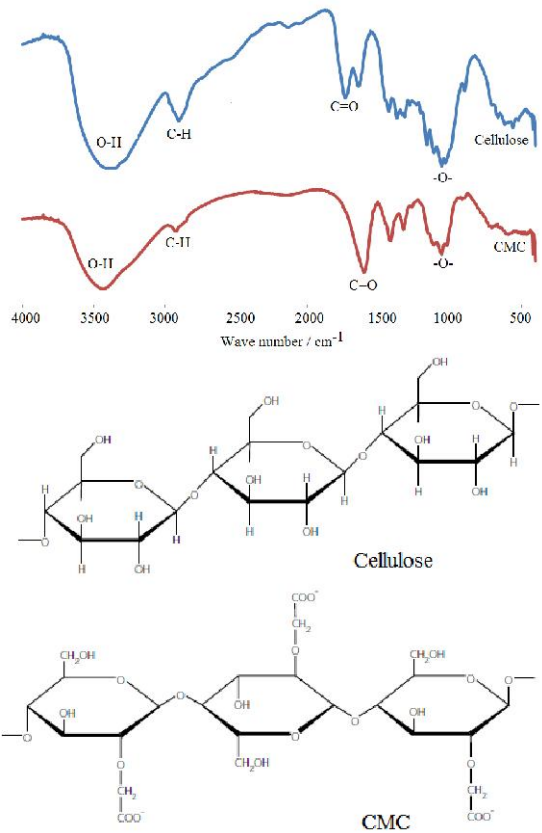 C=O
O-H
C-H
Cellulose
-O-
C-H
O-H
-O-
CMC
C=O
4000 3500 3000 2500 2000 1500 1000 500
Wave number / cm-1
OH
O
O
OH
H
H
O
OH
H
OH
O
H
OH
H
O
H
OH
H
O
OH
H
O
H
OH
H
H
OH
H
OH
Cellulose
COO⁻
CH₂
O
CH₂OH
CH₂OH
O
O
O
O
OH
OH
OH
O
O
O
O
CH₂OH
O
CH₂
CH₂
COO⁻
COO⁻
CMC